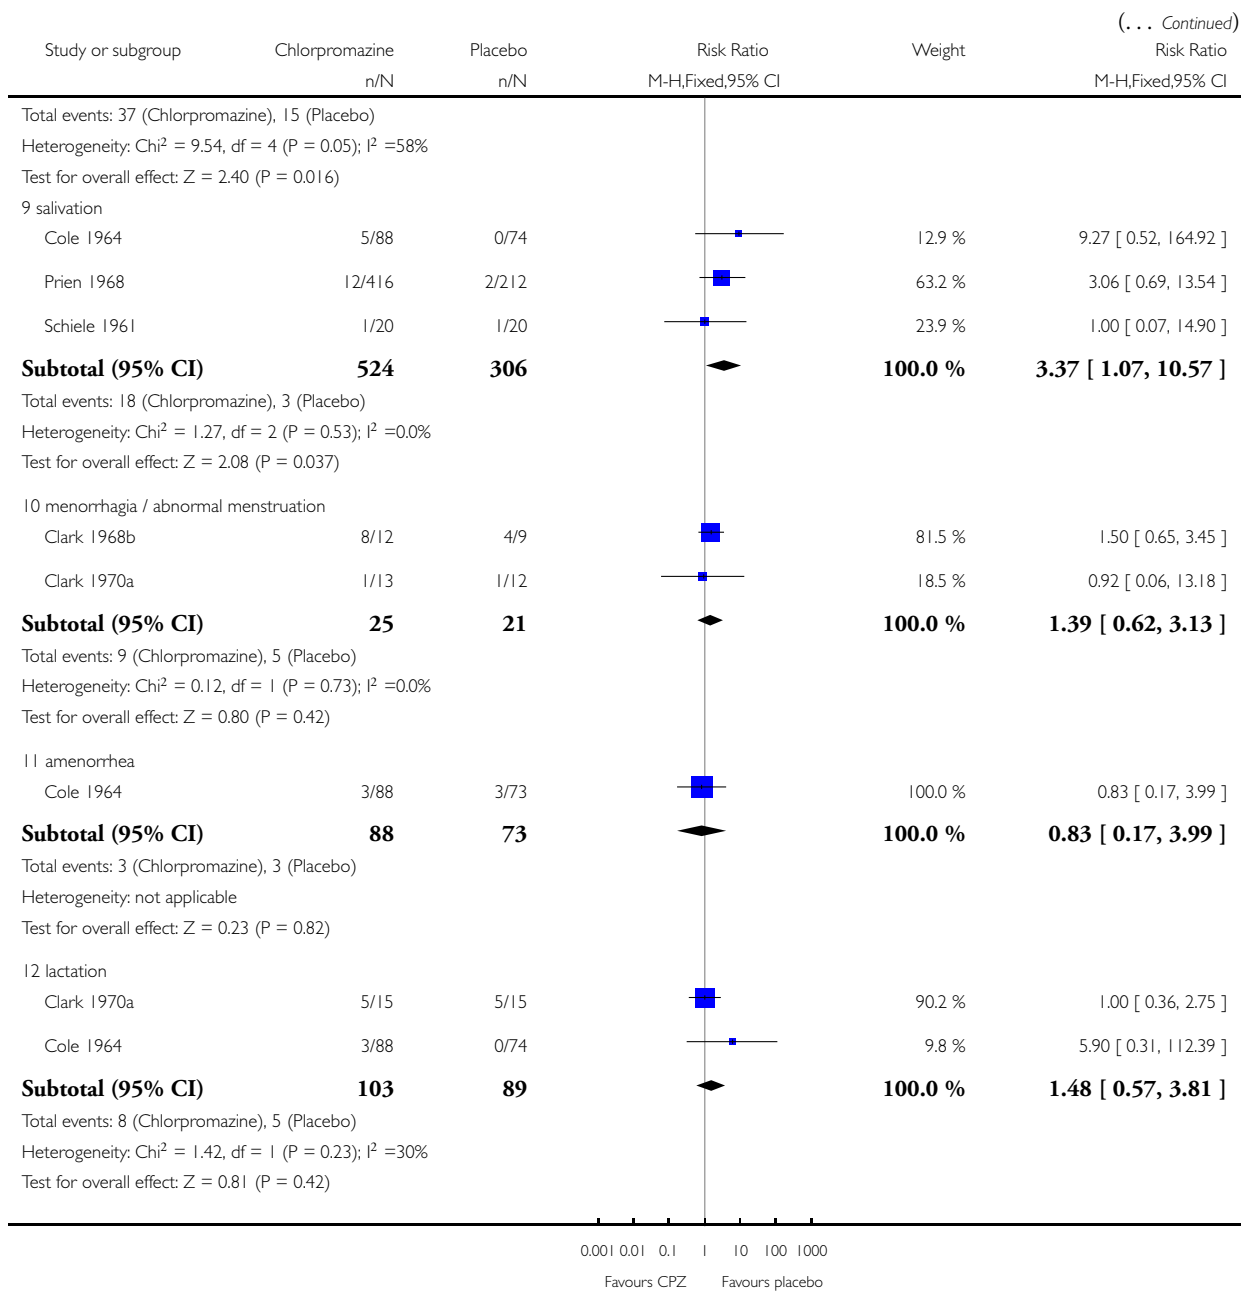 (... Continued)
Study or subgroup Chlorpromazine Placebo Risk Ratio Weight Risk Ratio
n/N n/N M-H,Fixed,95% CI M-H,Fixed,95% CI
Total events: 37 (Chlorpromazine), 15 (Placebo)
Heterogeneity: Chi² = 9.54, df = 4 (P = 0.05); I² =58%
Test for overall effect: Z = 2.40 (P = 0.016)
9 salivation
Cole 1964 5/88 0/74 12.9 % 9.27 [ 0.52, 164.92 ]
Prien 1968 12/416 2/212 63.2 % 3.06 [ 0.69, 13.54 ]
Schiele 1961 1/20 1/20 23.9 % 1.00 [ 0.07, 14.90 ]
Subtotal (95% CI) 524 306 100.0 % 3.37 [ 1.07, 10.57 ]
Total events: 18 (Chlorpromazine), 3 (Placebo)
Heterogeneity: Chi² = 1.27, df = 2 (P = 0.53); I² =0.0%
Test for overall effect: Z = 2.08 (P = 0.037)
10 menorrhagia / abnormal menstruation
Clark 1968b 8/12 4/9 81.5 % 1.50 [ 0.65, 3.45 ]
Clark 1970a 1/13 1/12 18.5 % 0.92 [ 0.06, 13.18 ]
Subtotal (95% CI) 25 21 100.0 % 1.39 [ 0.62, 3.13 ]
Total events: 9 (Chlorpromazine), 5 (Placebo)
Heterogeneity: Chi² = 0.12, df = 1 (P = 0.73); I² =0.0%
Test for overall effect: Z = 0.80 (P = 0.42)
11 amenorrhea
Cole 1964 3/88 3/73 100.0 % 0.83 [ 0.17, 3.99 ]
Subtotal (95% CI) 88 73 100.0 % 0.83 [ 0.17, 3.99 ]
Total events: 3 (Chlorpromazine), 3 (Placebo)
Heterogeneity: not applicable
Test for overall effect: Z = 0.23 (P = 0.82)
12 lactation
Clark 1970a 5/15 5/15 90.2 % 1.00 [ 0.36, 2.75 ]
Cole 1964 3/88 0/74 9.8 % 5.90 [ 0.31, 112.39 ]
Subtotal (95% CI) 103 89 100.0 % 1.48 [ 0.57, 3.81 ]
Total events: 8 (Chlorpromazine), 5 (Placebo)
Heterogeneity: Chi² = 1.42, df = 1 (P = 0.23); I² =30%
Test for overall effect: Z = 0.81 (P = 0.42)
0.001 0.01 0.1 1 10 100 1000
Favours CPZ Favours placebo